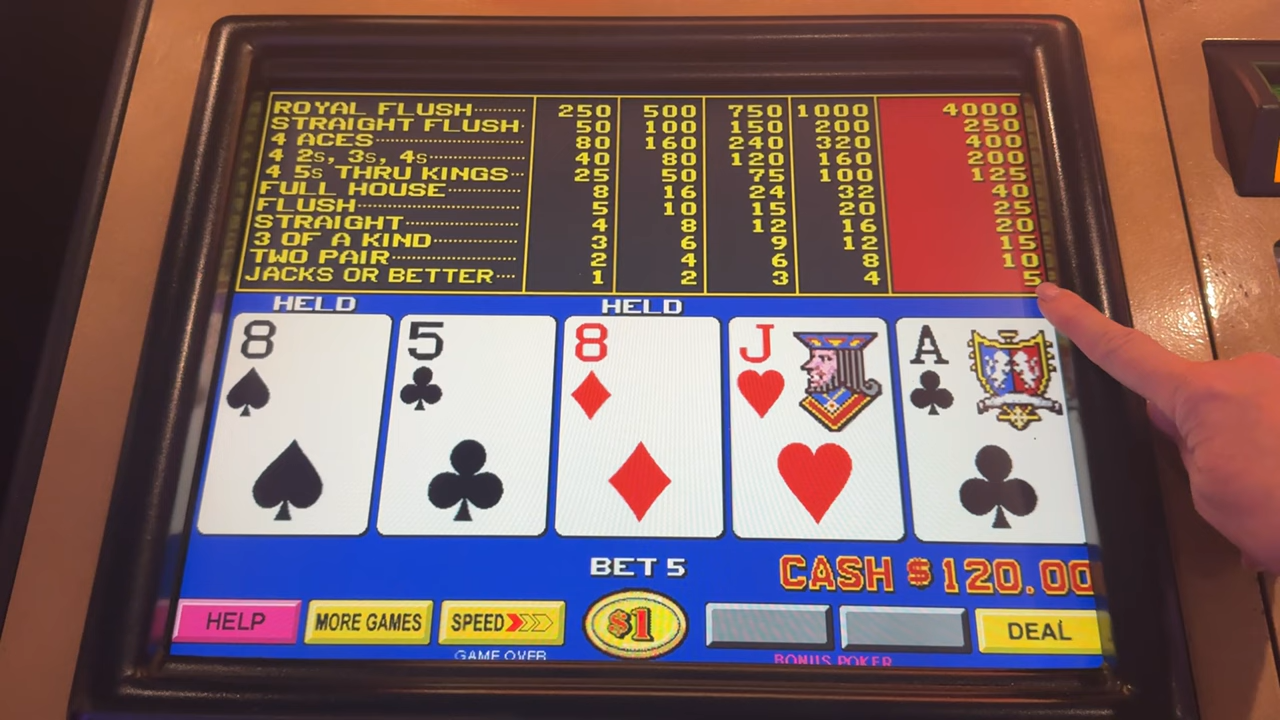 ROYAL FLUSH 250 500 750 1000 4000
STRAIGHT FLUSH 50 100 150 200 250
4 ACES 80 160 240 320 400
4 2s, 3s, 4s 40 80 120 160 200
4 5s THRU KINGS 25 50 75 100 125
FULL HOUSE 8 16 24 32 40
FLUSH 5 10 15 20 25
STRAIGHT 4 8 12 16 20
3 OF A KIND 3 6 9 12 15
TWO PAIR 2 4 6 8 10
JACKS OR BETTER 1 2 3 4 5
HELD HELD
8 5 8 J A
BET 5 CASH $120.00
HELP MORE GAMES SPEED $1 DEAL
GAME OVER BONUS POKER